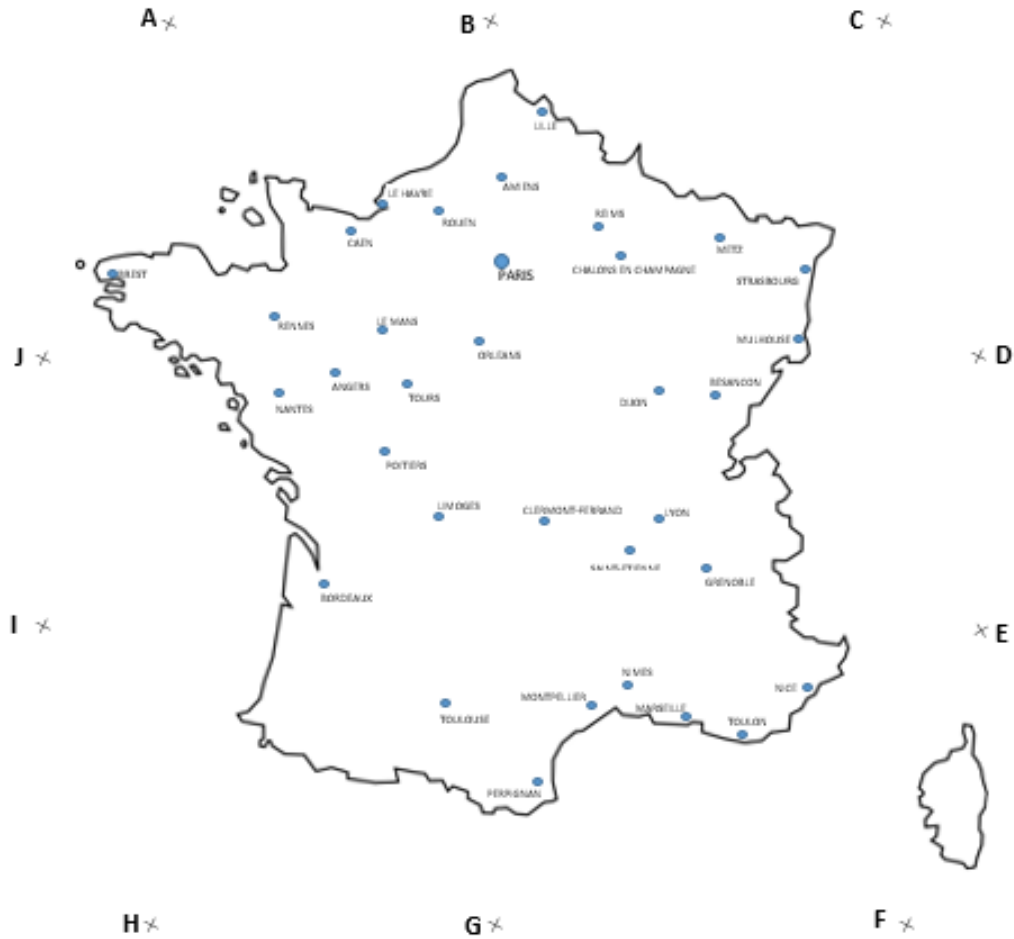 A
B
C
LILLE
AMIENS
LE HAVRE
ROUEN
REIMS
CAEN
METZ
CHALONS EN CHAMPAGNE
PARIS
BREST
STRASBOURG
RENNES
LE MANS
MULHOUSE
ORLEANS
J
D
ANGERS
BESANCON
TOURS
DIJON
NANTES
POITIERS
LIMOGES
CLERMONT-FERRAND
LYON
SAINT-ETIENNE
GRENOBLE
BORDEAUX
I
E
NIMES
NICE
MONTPELLIER
MARSEILLE
TOULOUSE
TOULON
PERPIGNAN
H
G
F